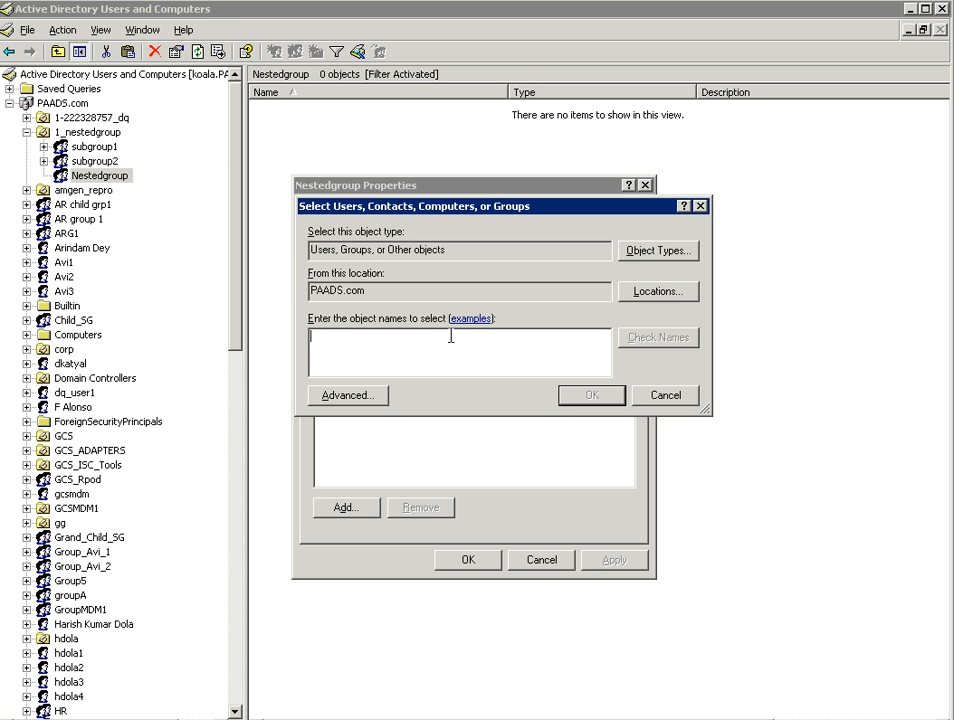 Active Directory Users and Computers
File Action View Window Help
Active Directory Users and Computers [koala.PA
Saved Queries
PAADS.com
1-222328757_dq
1_nestedgroup
subgroup1
subgroup2
Nestedgroup
amgen_repro
AR child grp1
AR group 1
ARG1
Arindam Dey
Avi1
Avi2
Avi3
Builtin
Child_SG
Computers
corp
dkatyal
Domain Controllers
dq_user1
F Alonso
ForeignSecurityPrincipals
GCS
GCS_ADAPTERS
GCS_ISC_Tools
GCS_Rpod
gcsmdm
GCSMDM1
gg
Grand_Child_SG
Group_Avi_1
Group_Avi_2
Group5
groupA
GroupMDM1
Harish Kumar Dola
hdola
hdola1
hdola2
hdola3
hdola4
HR
Nestedgroup 0 objects [Filter Activated]
Name Type Description
There are no items to show in this view.
Nestedgroup Properties
Select Users, Contacts, Computers, or Groups
Select this object type:
Users, Groups, or Other objects Object Types...
From this location:
PAADS.com Locations...
Enter the object names to select (examples):
Check Names
Advanced... OK Cancel
Add... Remove
OK Cancel Apply